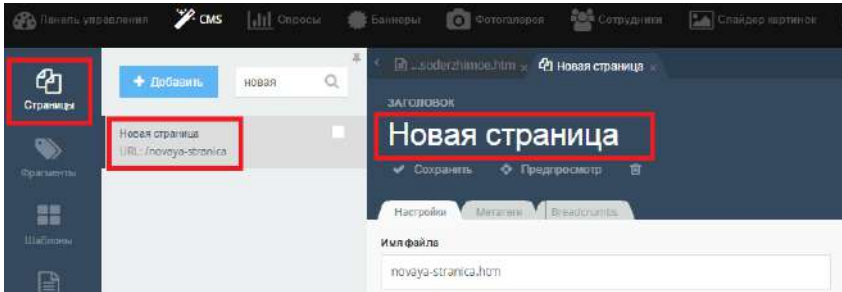 Панель управления CMS Опросы Баннеры Фотогалерея Сотрудники Слайдер картинок
Страницы
Фрагменты
Шаблоны
+ Добавить
новая
Новая страница
URL: /novaya-stranica
...soderzhimoe.htm × Новая страница ×
ЗАГОЛОВОК
Новая страница
Сохранить Предпросмотр
Настройки Метатеги Breadcrumbs
Имя файла
novaya-stranica.htm